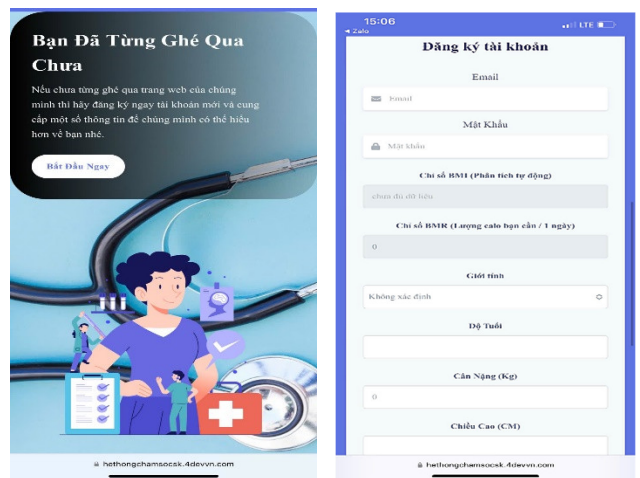 Bạn Đã Từng Ghé Qua
Chưa
Nếu chưa từng ghé qua trang web của chúng
mình thì hãy đăng ký ngay tài khoản mới và cung
cấp một số thông tin để chúng mình có thể hiểu
hơn về bạn nhé.
Bắt Đầu Ngay
hethongchamsocsk.4devvn.com
15:06
LTE
Zalo
Đăng ký tài khoản
Email
Email
Mật Khẩu
Mật khẩu
Chỉ số BMI (Phân tích tự động)
chưa đủ dữ liệu
Chỉ số BMR (Lượng calo bạn cần / 1 ngày)
0
Giới tính
Không xác định
Độ Tuổi
Cân Nặng (Kg)
0
Chiều Cao (CM)
hethongchamsocsk.4devvn.com